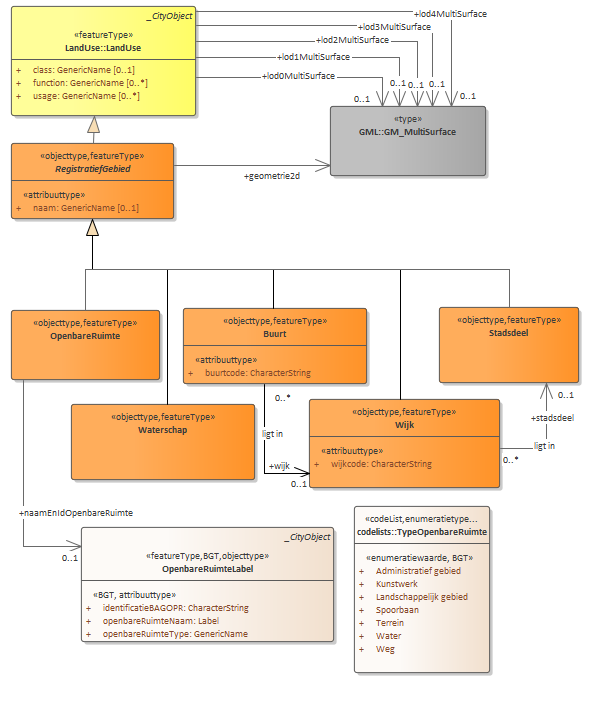 _CityObject
«featureType»
LandUse::LandUse
+ class: GenericName [0..1]
+ function: GenericName [0..*]
+ usage: GenericName [0..*]
+lod4MultiSurface
+lod3MultiSurface
+lod2MultiSurface
+lod1MultiSurface
+lod0MultiSurface
0..1
0..1
0..1
0..1
0..1
«type»
GML::GM_MultiSurface
«objecttype,featureType»
RegistratiefGebied
«attribuuttype»
+ naam: GenericName [0..1]
+geometrie2d
«objecttype,featureType»
OpenbareRuimte
«objecttype,featureType»
Buurt
«attribuuttype»
+ buurtcode: CharacterString
«objecttype,featureType»
Stadsdeel
0..*
0..1
«objecttype,featureType»
Waterschap
«objecttype,featureType»
Wijk
«attribuuttype»
+ wijkcode: CharacterString
+stadsdeel
ligt in
ligt in
0..*
+wijk
0..1
+naamEnIdOpenbareRuimte
0..1
_CityObject
«featureType,BGT,objecttype»
OpenbareRuimteLabel
«BGT, attribuuttype»
+ identificatieBAGOPR: CharacterString
+ openbareRuimteNaam: Label
+ openbareRuimteType: GenericName
«codeList,enumeratietype...
codelists::TypeOpenbareRuimte
«enumeratiewaarde, BGT»
+ Administratief gebied
+ Kunstwerk
+ Landschappelijk gebied
+ Spoorbaan
+ Terrein
+ Water
+ Weg